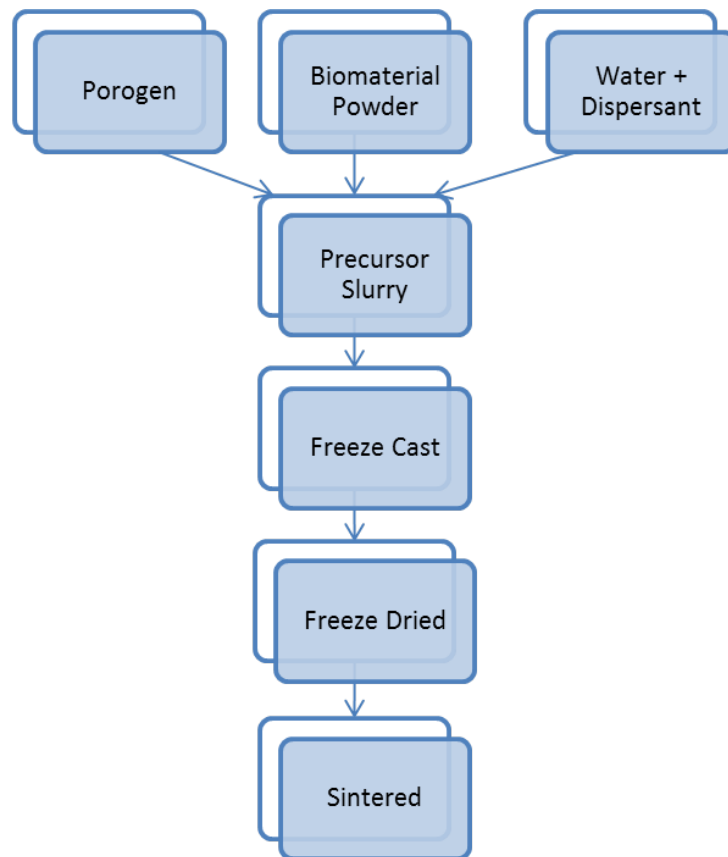 Porogen
Biomaterial
Powder
Water +
Dispersant
Precursor
Slurry
Freeze Cast
Freeze Dried
Sintered